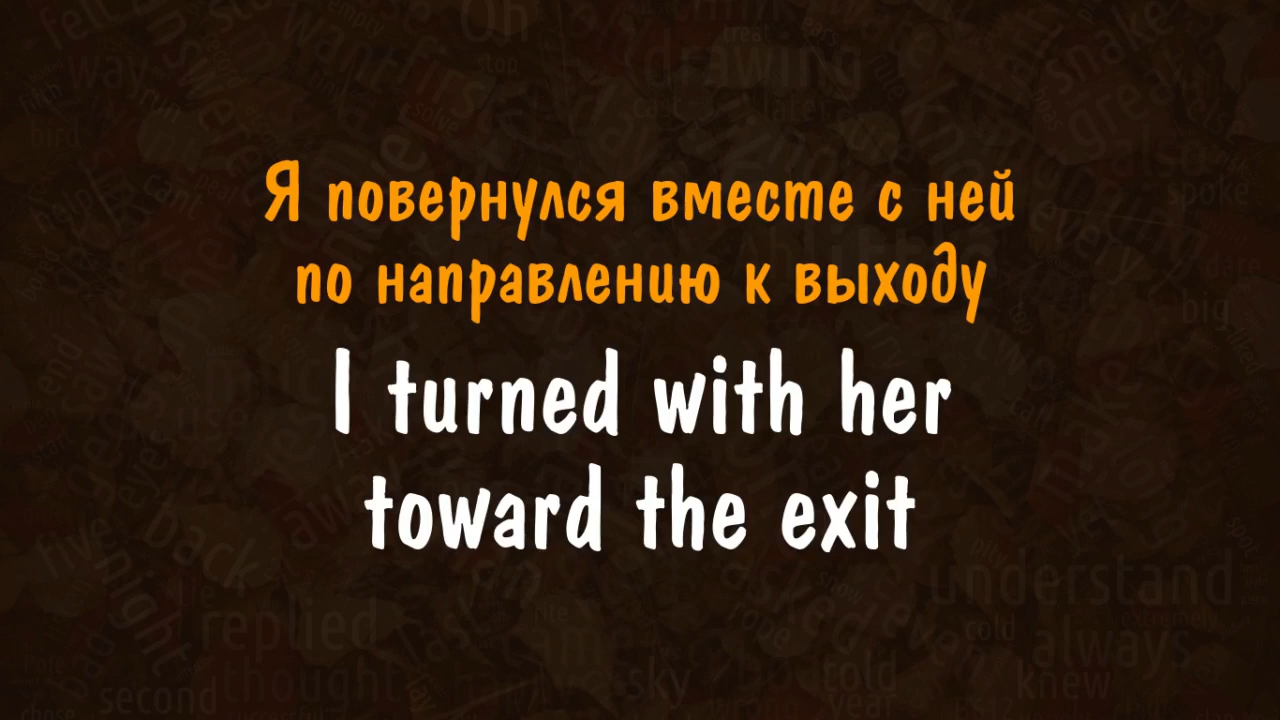 Я повернулся вместе с ней
по направлению к выходу
I turned with her
toward the exit